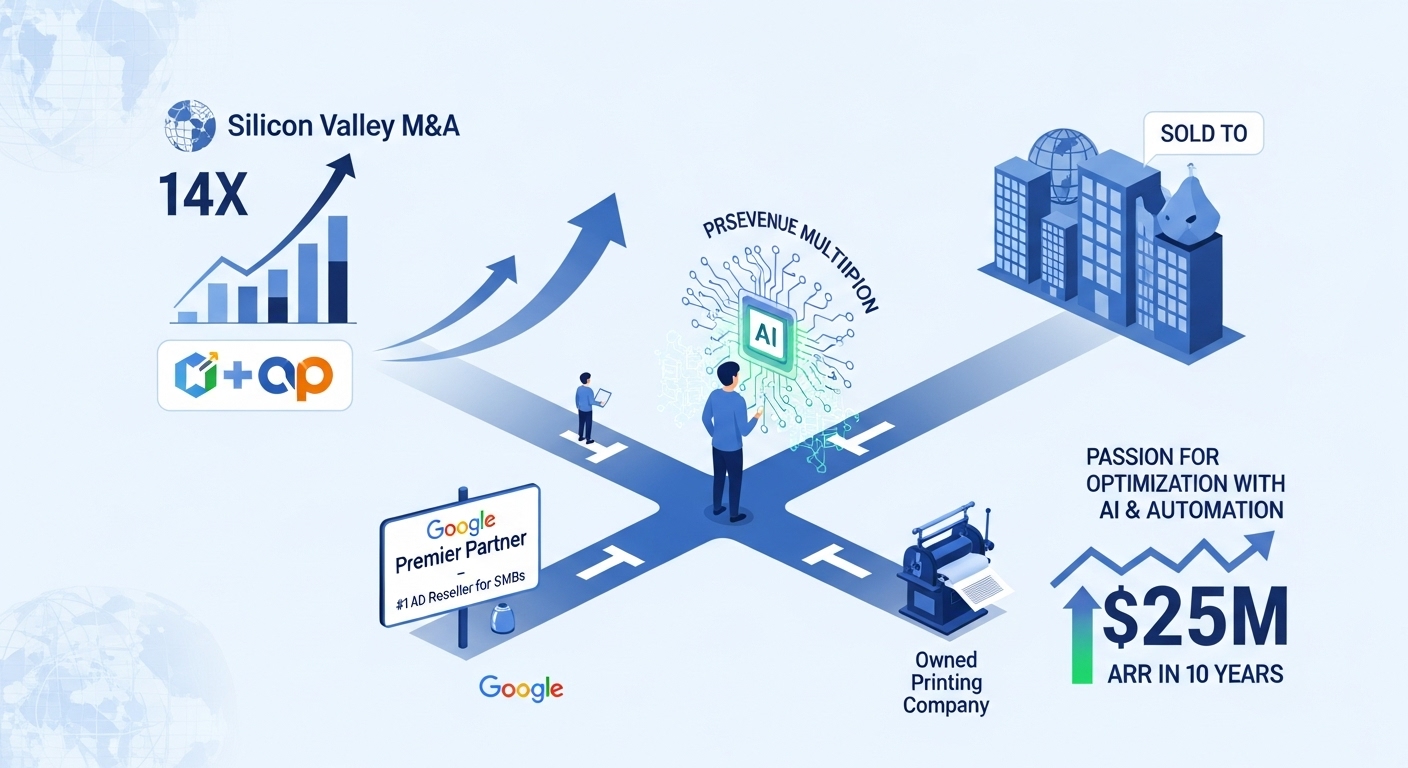 Silicon Valley M&A
14X
+ ap
SOLD TO
PRSEVENUE MULTIIPION
AI
Google
Premier Partner
–
#1 AD Reseller for SMBs
Google
Owned
Printing
Company
PASSION FOR
OPTIMIZATION WITH
AI & AUTOMATION
$25M
ARR IN 10 YEARS